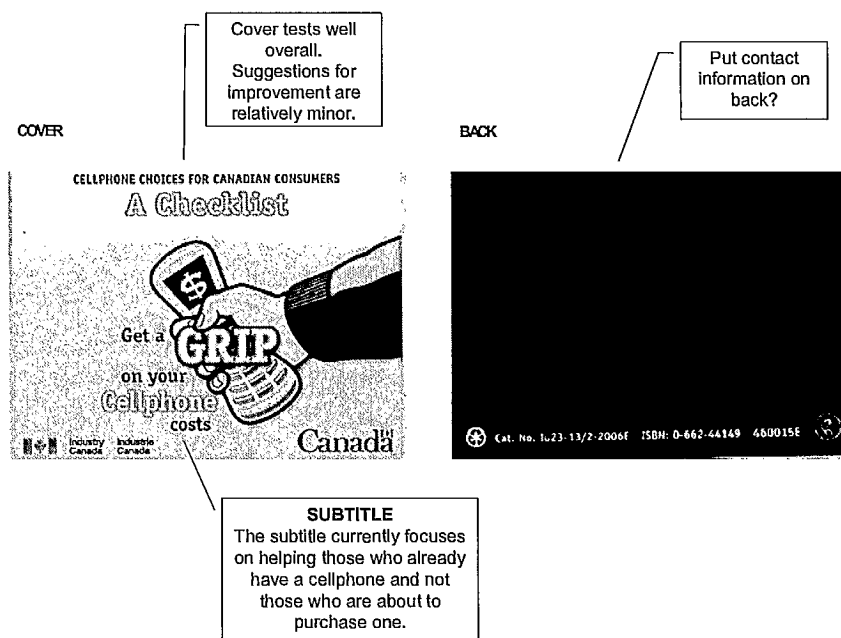 Cover tests well
overall.
Suggestions for
improvement are
relatively minor.
Put contact
information on
back?
COVER
BACK
CELLPHONE CHOICES FOR CANADIAN CONSUMERS
A Checklist
$
Get a
GRIP
on your
Cellphone
costs
Industry
Canada
Industrie
Canada
Canada
Cat. No. Iu23-13/2-2006E ISBN: 0-662-44149 460015E
SUBTITLE
The subtitle currently focuses
on helping those who already
have a cellphone and not
those who are about to
purchase one.